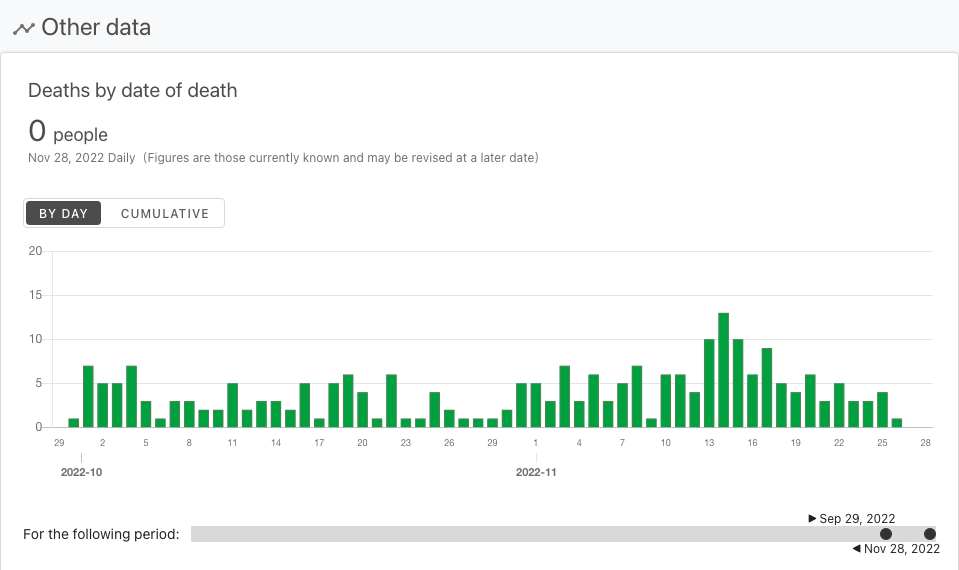 Other data
Deaths by date of death
0 people
Nov 28, 2022 Daily (Figures are those currently known and may be revised at a later date)
BY DAY CUMULATIVE
20
15
10
5
0
29 2 5 8 11 14 17 20 23 26 29 1 4 7 10 13 16 19 22 25 28
2022-10 2022-11
Sep 29, 2022
For the following period:
Nov 28, 2022